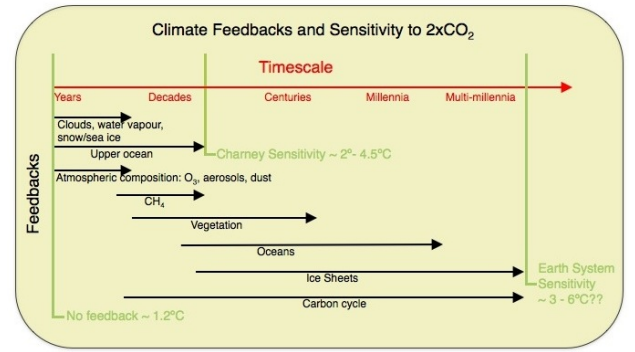 Climate Feedbacks and Sensitivity to 2xCO₂
Timescale
Years Decades Centuries Millennia Multi-millennia
Feedbacks
Clouds, water vapour,
snow/sea ice
Upper ocean
Charney Sensitivity ~ 2º- 4.5ºC
Atmospheric composition: O₃, aerosols, dust
CH₄
Vegetation
Oceans
Ice Sheets
Earth System
Sensitivity
~ 3 - 6ºC??
Carbon cycle
No feedback ~ 1.2ºC